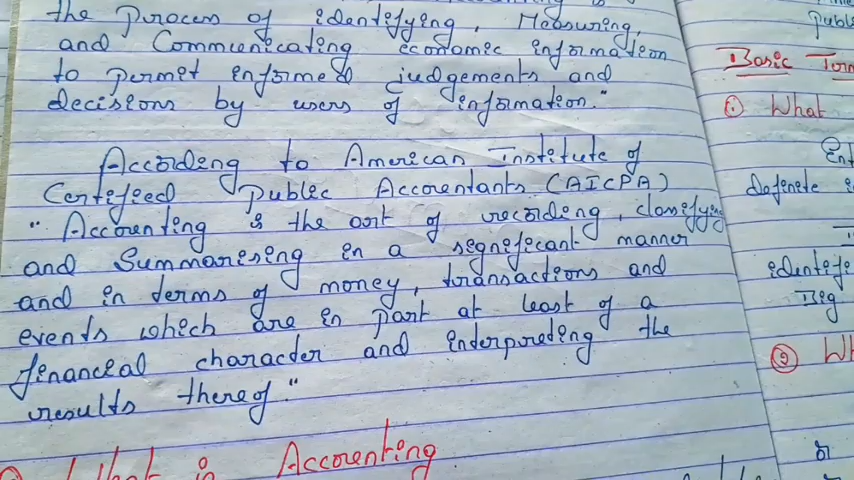 the Process of identifying, Measuring,
and Communicating economic information
to permit informed judgements and
decisions by users of information."
According to American Institute of
Certified Public Accountants (AICPA)
"Accounting is the art of recording, classifying
and Summarising in a significant manner
and in terms of money, transactions and
events which are in part at least of a
financial character and interpreting the
results thereof"
What is Accounting
Basic
① What
definite
②